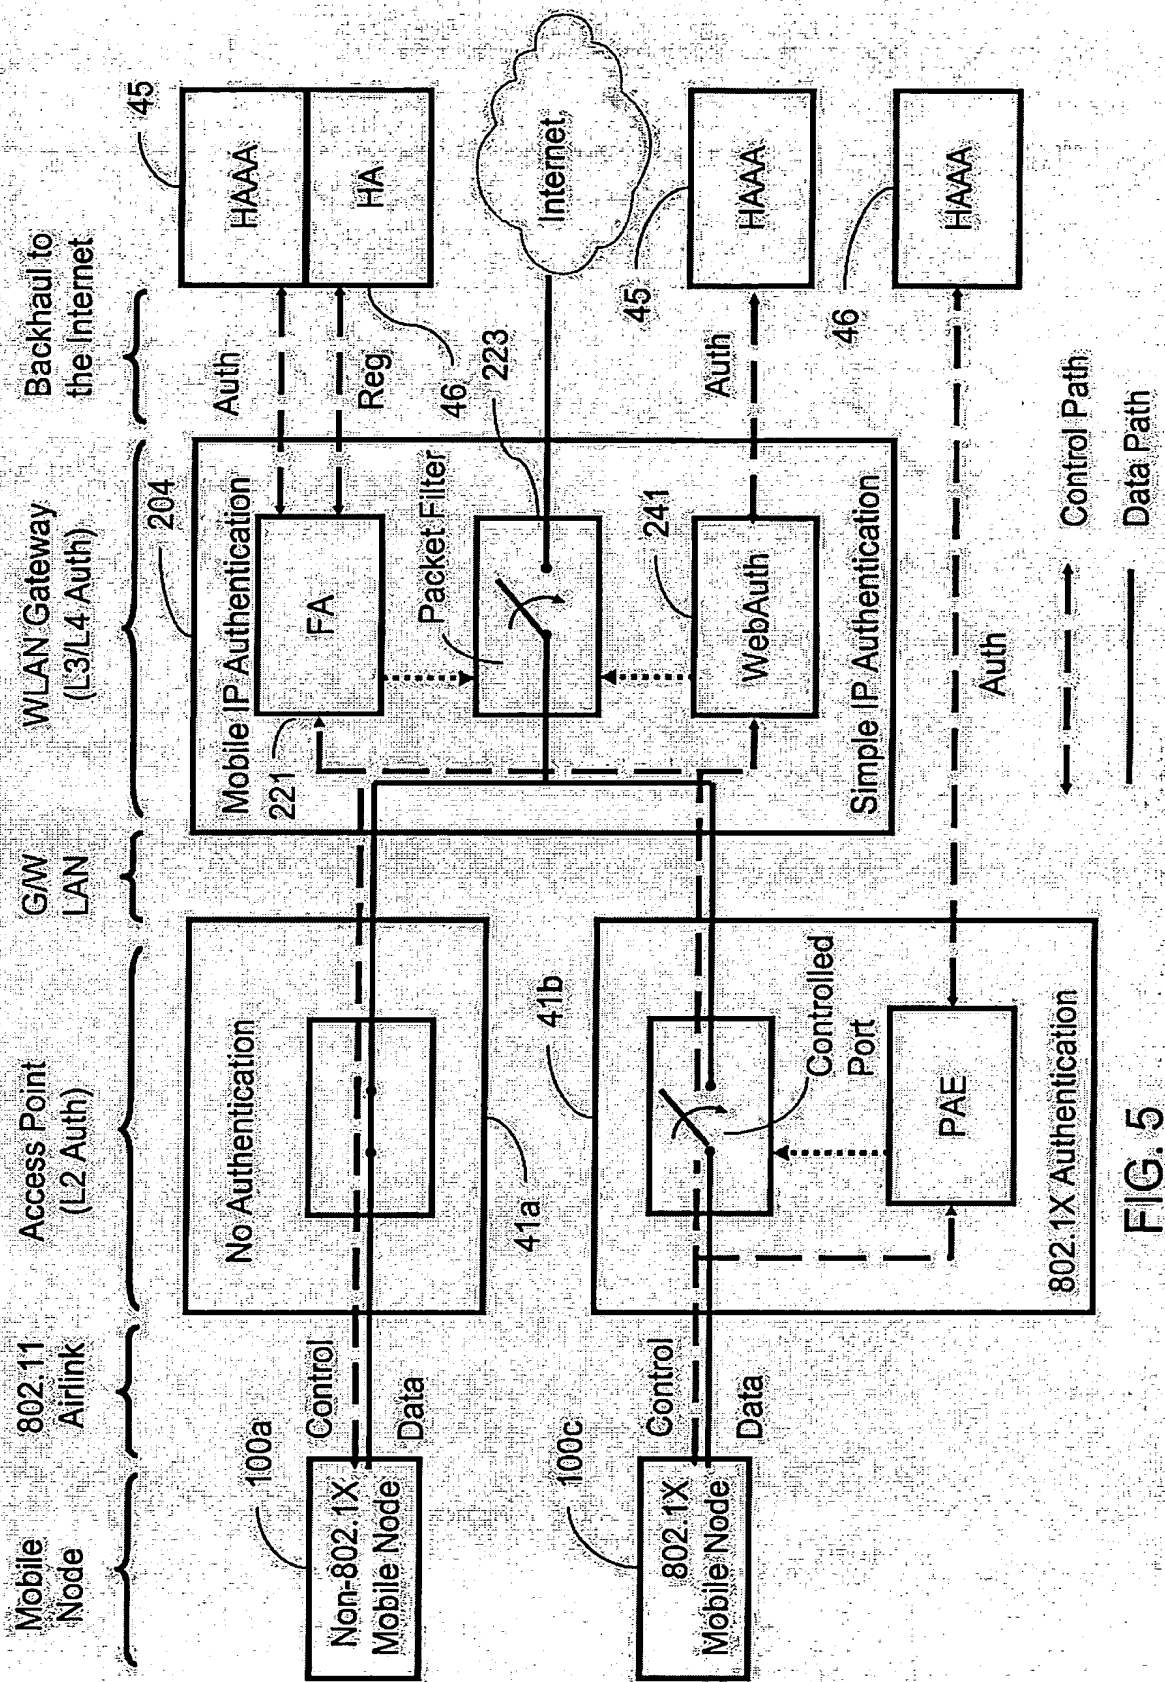 Mobile
Node
802.11
Airlink
Access Point
(L2 Auth)
G/W
LAN
WLAN Gateway
(L3/L4 Auth)
Backhaul to
the Internet
100a
Non-802.1X
Mobile Node
Control
Data
No Authentication
41a
204
Mobile IP Authentication
221
FA
Packet Filter
223
Auth
Reg
45
HAAA
HA
46
Internet
100c
802.1X
Mobile Node
Control
Data
41b
Controlled
Port
PAE
802.1X Authentication
241
WebAuth
Simple IP Authentication
Auth
45
HAAA
Auth
46
HAAA
Control Path
Data Path
FIG. 5